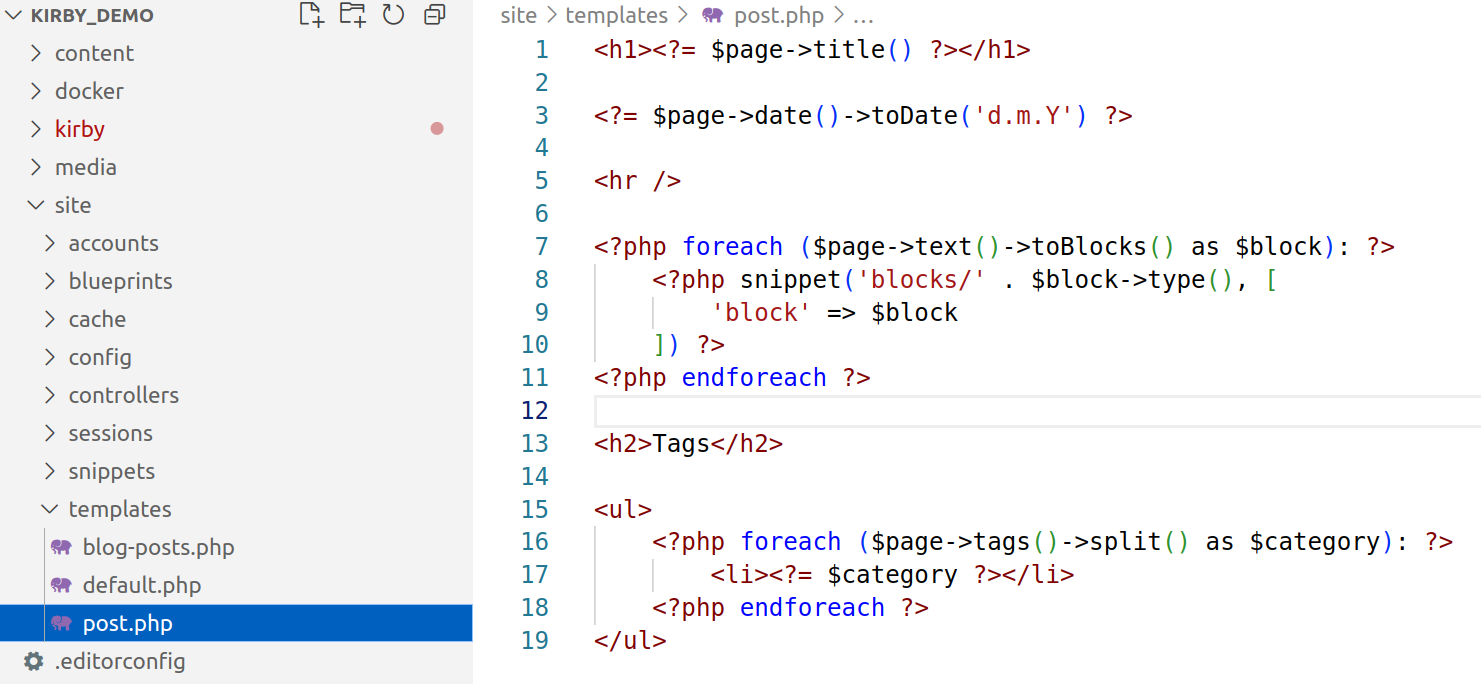 KIRBY_DEMO
content
docker
kirby
media
site
accounts
blueprints
cache
config
controllers
sessions
snippets
templates
blog-posts.php
default.php
post.php
.editorconfig
site > templates > post.php > ...
1 <h1><?= $page->title() ?></h1>
2
3 <?= $page->date()->toDate('d.m.Y') ?>
4
5 <hr />
6
7 <?php foreach ($page->text()->toBlocks() as $block): ?>
8     <?php snippet('blocks/' . $block->type(), [
9         'block' => $block
10     ]) ?>
11 <?php endforeach ?>
12
13 <h2>Tags</h2>
14
15 <ul>
16     <?php foreach ($page->tags()->split() as $category): ?>
17         <li><?= $category ?></li>
18     <?php endforeach ?>
19 </ul>